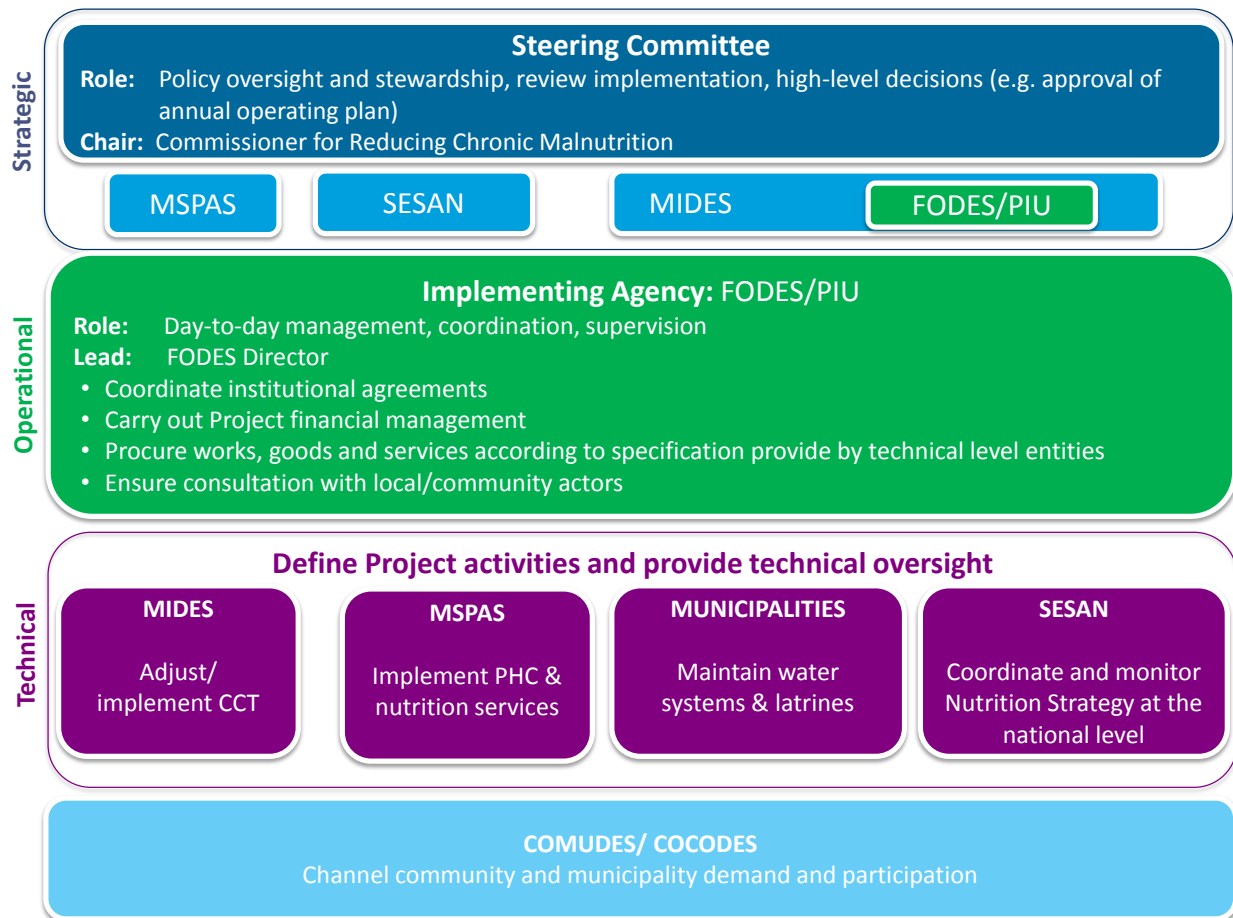 Strategic
Steering Committee
Role: Policy oversight and stewardship, review implementation, high-level decisions (e.g. approval of
annual operating plan)
Chair: Commissioner for Reducing Chronic Malnutrition
MSPAS
SESAN
MIDES
FODES/PIU
Operational
Implementing Agency: FODES/PIU
Role: Day-to-day management, coordination, supervision
Lead: FODES Director
• Coordinate institutional agreements
• Carry out Project financial management
• Procure works, goods and services according to specification provide by technical level entities
• Ensure consultation with local/community actors
Technical
Define Project activities and provide technical oversight
MIDES
Adjust/
implement CCT
MSPAS
Implement PHC &
nutrition services
MUNICIPALITIES
Maintain water
systems & latrines
SESAN
Coordinate and monitor
Nutrition Strategy at the
national level
COMUDES/ COCODES
Channel community and municipality demand and participation